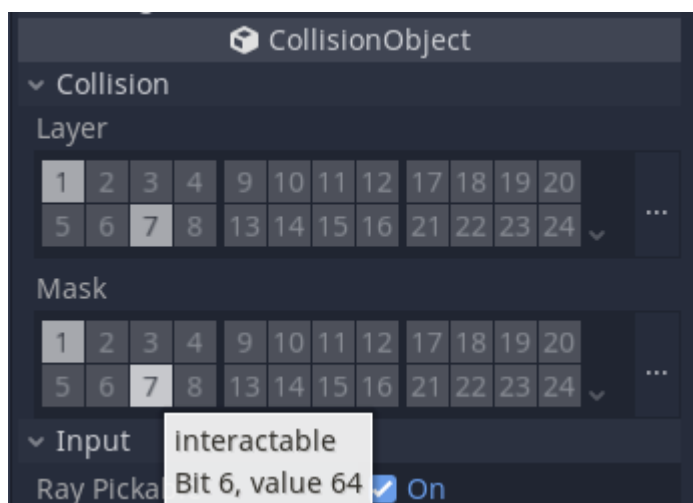 CollisionObject
Collision
Layer
1 2 3 4 9 10 11 12 17 18 19 20
5 6 7 8 13 14 15 16 21 22 23 24
...
Mask
1 2 3 4 9 10 11 12 17 18 19 20
5 6 7 8 13 14 15 16 21 22 23 24
...
Input
interactable
Ray Picka
Bit 6, value 64
On